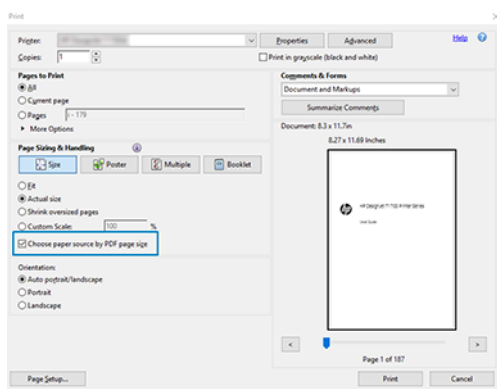 Print
Printer:
Properties
Advanced
Help
Copies:
1
Print in grayscale (black and white)
Pages to Print
All
Current page
Pages
1 - 179
More Options
Comments & Forms
Document and Markups
Summarize Comments
Page Sizing & Handling
Size
Poster
Multiple
Booklet
Fit
Actual size
Shrink oversized pages
Custom Scale:
100
%
Choose paper source by PDF page size
Orientation:
Auto portrait/landscape
Portrait
Landscape
Document: 8.3 x 11.7in
8.27 x 11.69 Inches
hp
User Guide
<
>
Page 1 of 187
Page Setup...
Print
Cancel